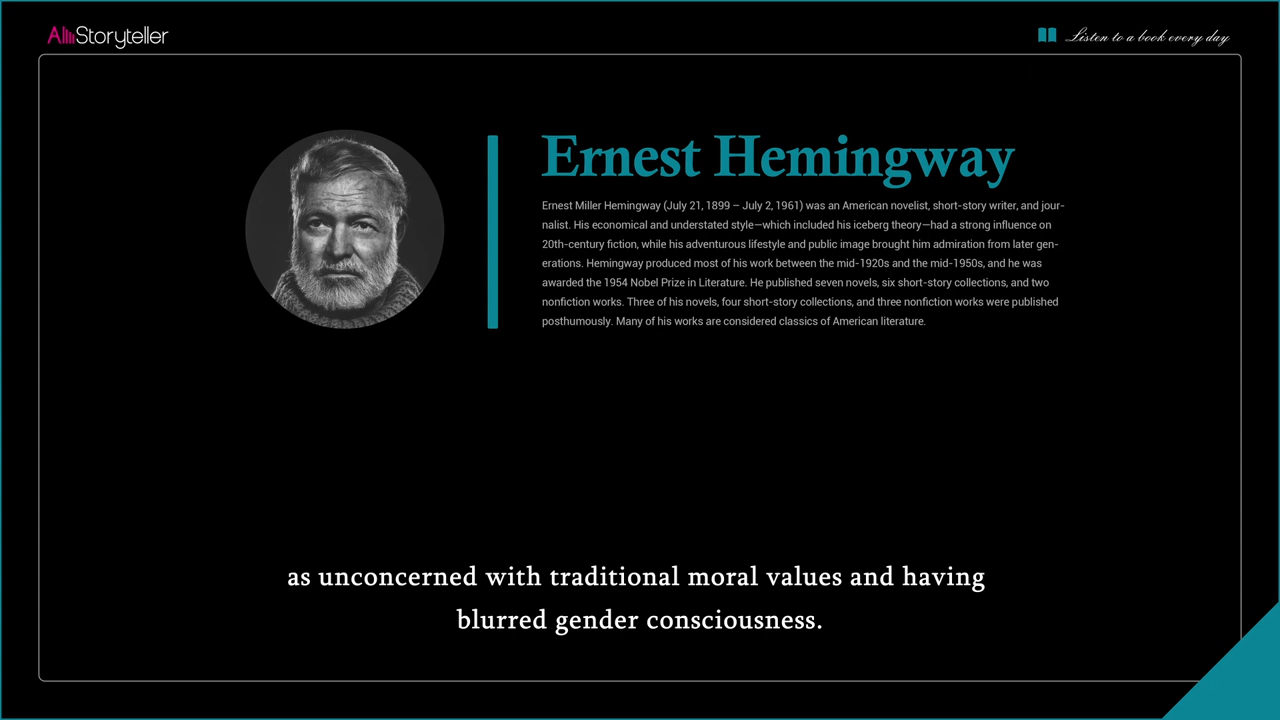 AllStoryteller
Listen to a book every day
Ernest Hemingway
Ernest Miller Hemingway (July 21, 1899 – July 2, 1961) was an American novelist, short-story writer, and jour-
nalist. His economical and understated style—which included his iceberg theory—had a strong influence on
20th-century fiction, while his adventurous lifestyle and public image brought him admiration from later gen-
erations. Hemingway produced most of his work between the mid-1920s and the mid-1950s, and he was
awarded the 1954 Nobel Prize in Literature. He published seven novels, six short-story collections, and two
nonfiction works. Three of his novels, four short-story collections, and three nonfiction works were published
posthumously. Many of his works are considered classics of American literature.
as unconcerned with traditional moral values and having
blurred gender consciousness.